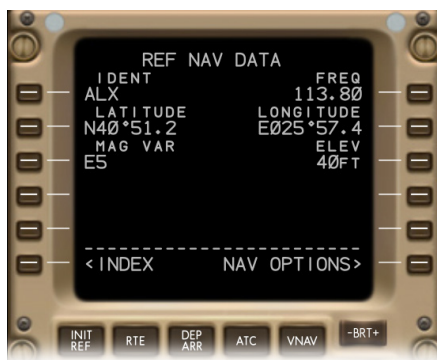 REF NAV DATA
IDENT FREQ
ALX 113.80
LATITUDE LONGITUDE
N40°51.2 E025°57.4
MAG VAR ELEV
E5 40FT
--------------------------------
<INDEX NAV OPTIONS>
INIT REF RTE DEP ARR ATC VNAV -BRT+